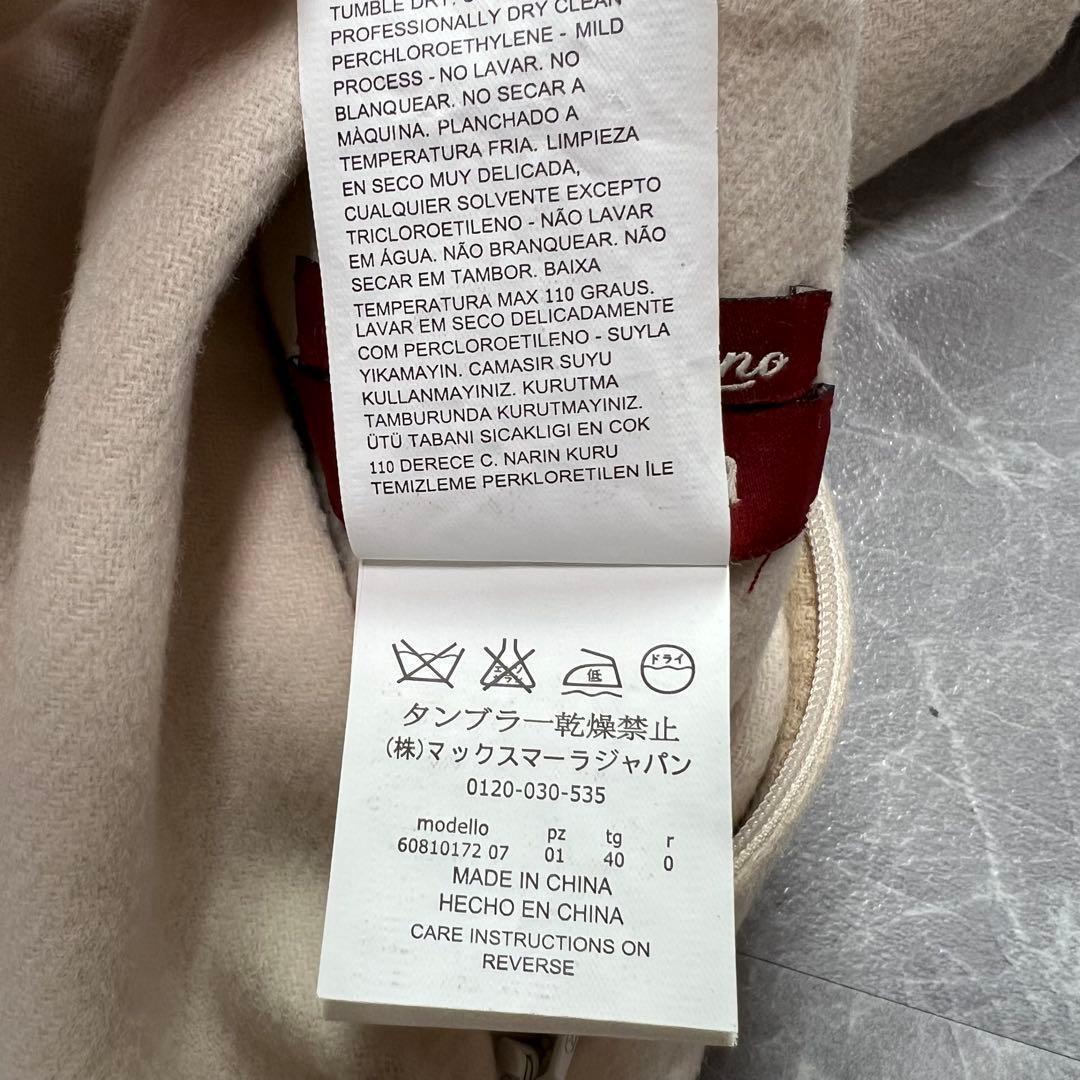 TUMBLE DRY.
PROFESSIONALLY DRY CLEAN
PERCHLOROETHYLENE - MILD
PROCESS - NO LAVAR. NO
BLANQUEAR. NO SECAR A
MÀQUINA. PLANCHADO A
TEMPERATURA FRIA. LIMPIEZA
EN SECO MUY DELICADA,
CUALQUIER SOLVENTE EXCEPTO
TRICLOROETILENO - NÃO LAVAR
EM ÁGUA. NÃO BRANQUEAR. NÃO
SECAR EM TAMBOR. BAIXA
TEMPERATURA MAX 110 GRAUS.
LAVAR EM SECO DELICADAMENTE
COM PERCLOROETILENO - SUYLA
YIKAMAYIN. CAMASIR SUYU
KULLANMAYINIZ. KURUTMA
TAMBURUNDA KURUTMAYINIZ.
ÜTÜ TABANI SICAKLIGI EN COK
110 DERECE C. NARIN KURU
TEMIZLEME PERKLORETILEN İLE
低 ドライ
タンブラー乾燥禁止
(株)マックスマーラジャパン
0120-030-535
modello pz tg r
60810172 07 01 40 0
MADE IN CHINA
HECHO EN CHINA
CARE INSTRUCTIONS ON
REVERSE